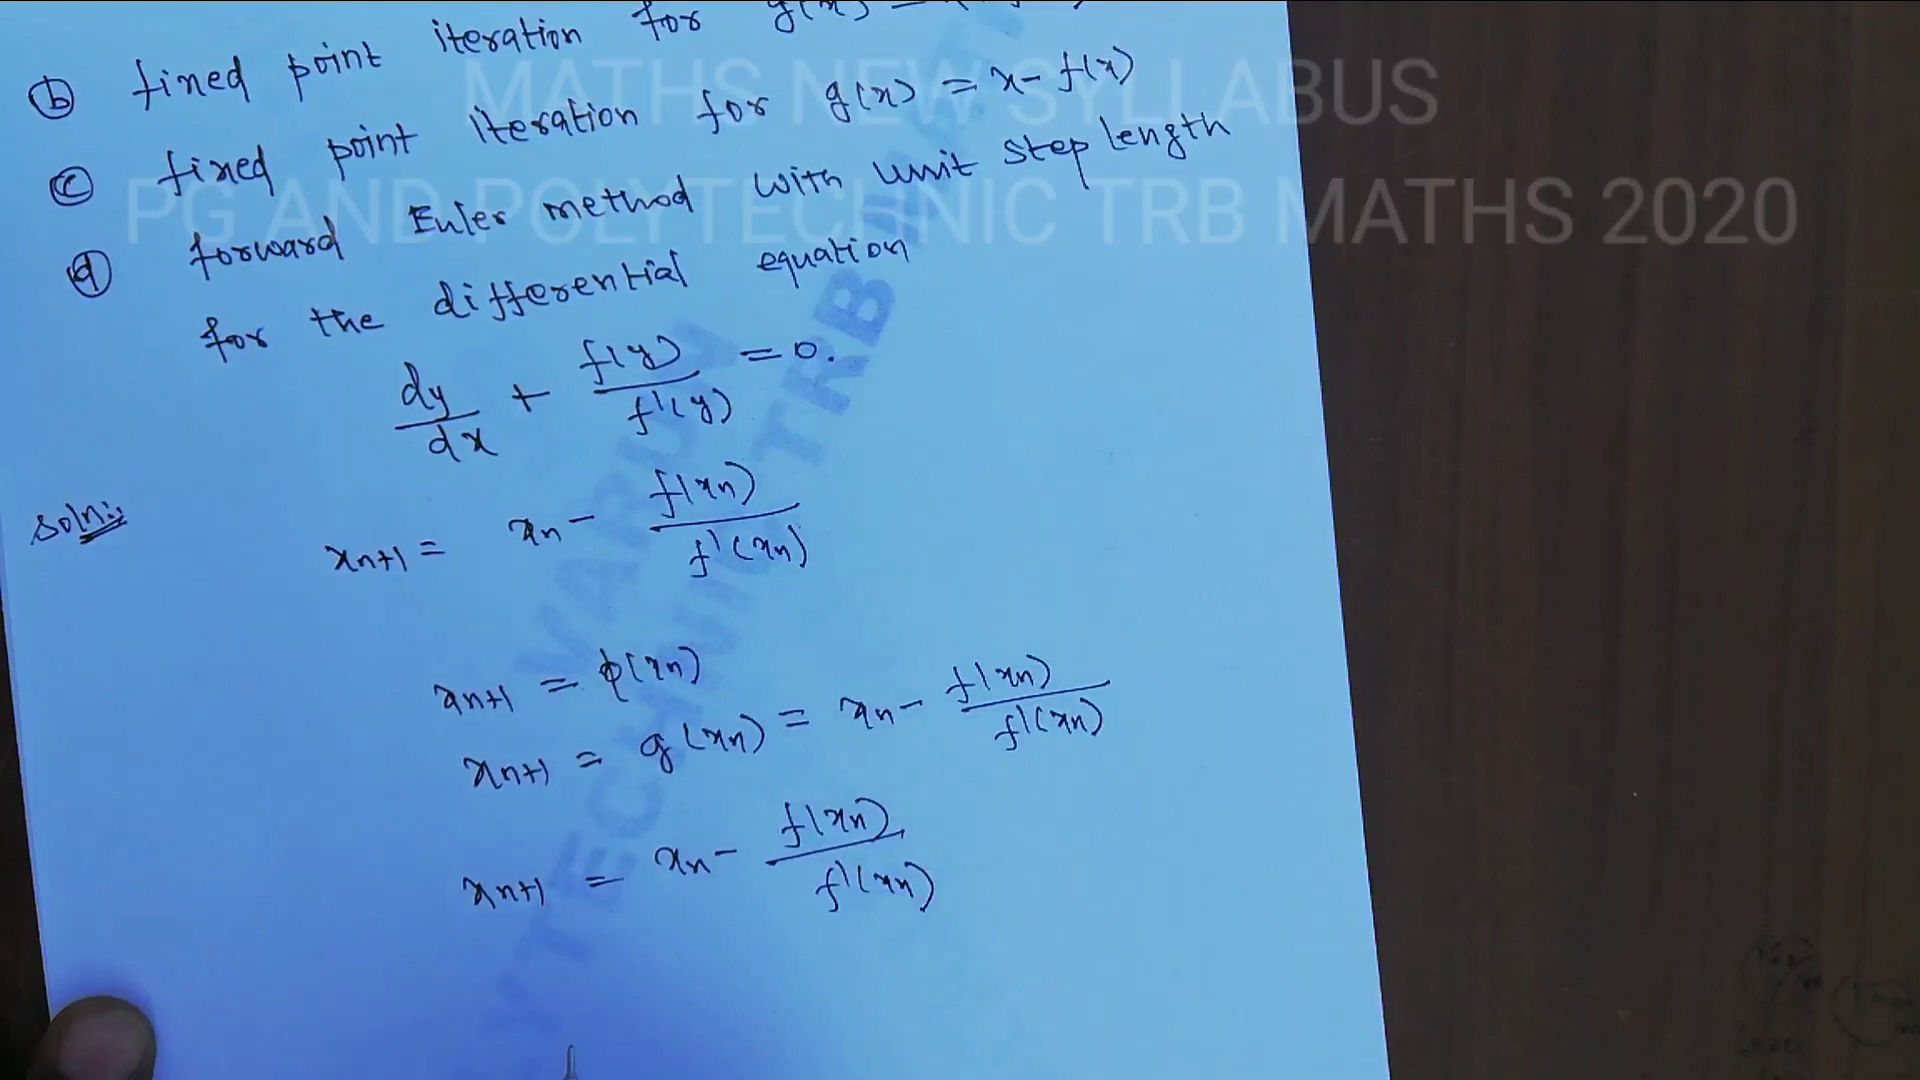 ⓑ fixed point iteration for g(x) =
ⓒ fixed point iteration for g(x) = x - f(x)
ⓓ forward Euler method with unit step length
for the differential equation
dy/dx + f(y)/f'(y) = 0.
Soln:
xn+1 = xn - f(xn)/f'(xn)
xn+1 = φ(xn)
xn+1 = g(xn) = xn - f(xn)/f'(xn)
xn+1 = xn - f(xn)/f'(xn)
MATHS NEW SYLLABUS
PG AND POLYTECHNIC TRB MATHS 2020